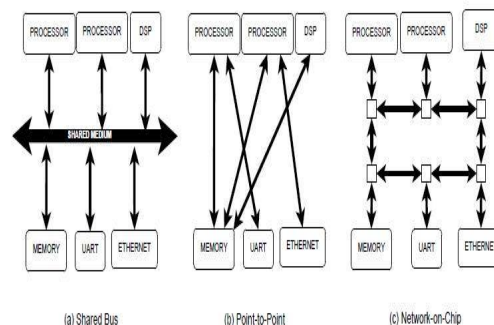 PROCESSOR PROCESSOR DSP
SHARED MEDIUM
MEMORY UART ETHERNET
(a) Shared Bus
PROCESSOR PROCESSOR DSP
MEMORY UART ETHERNET
(b) Point-to-Point
PROCESSOR PROCESSOR DSP
MEMORY UART ETHERNET
(c) Network-on-Chip